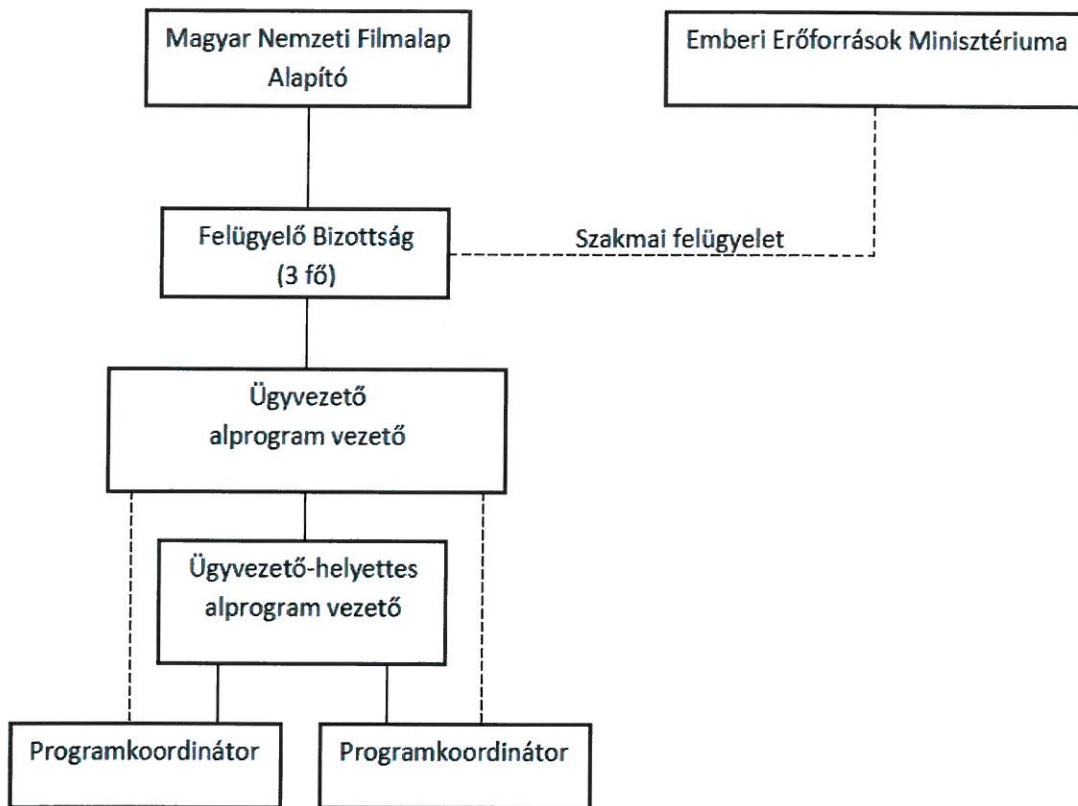 Magyar Nemzeti Filmalap
Alapító
Emberi Erőforrások Minisztériuma
Felügyelő Bizottság
(3 fő)
Szakmai felügyelet
Ügyvezető
alprogram vezető
Ügyvezető-helyettes
alprogram vezető
Programkoordinátor
Programkoordinátor